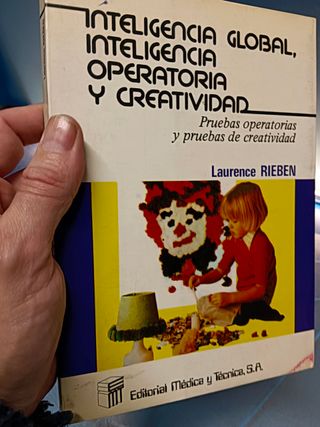 INTELIGENCIA GLOBAL,
INTELIGENCIA
OPERATORIA
Y CREATIVIDAD
Pruebas operatorias
y pruebas de creatividad
Laurence RIEBEN
Editorial Médica y Técnica, S.A.